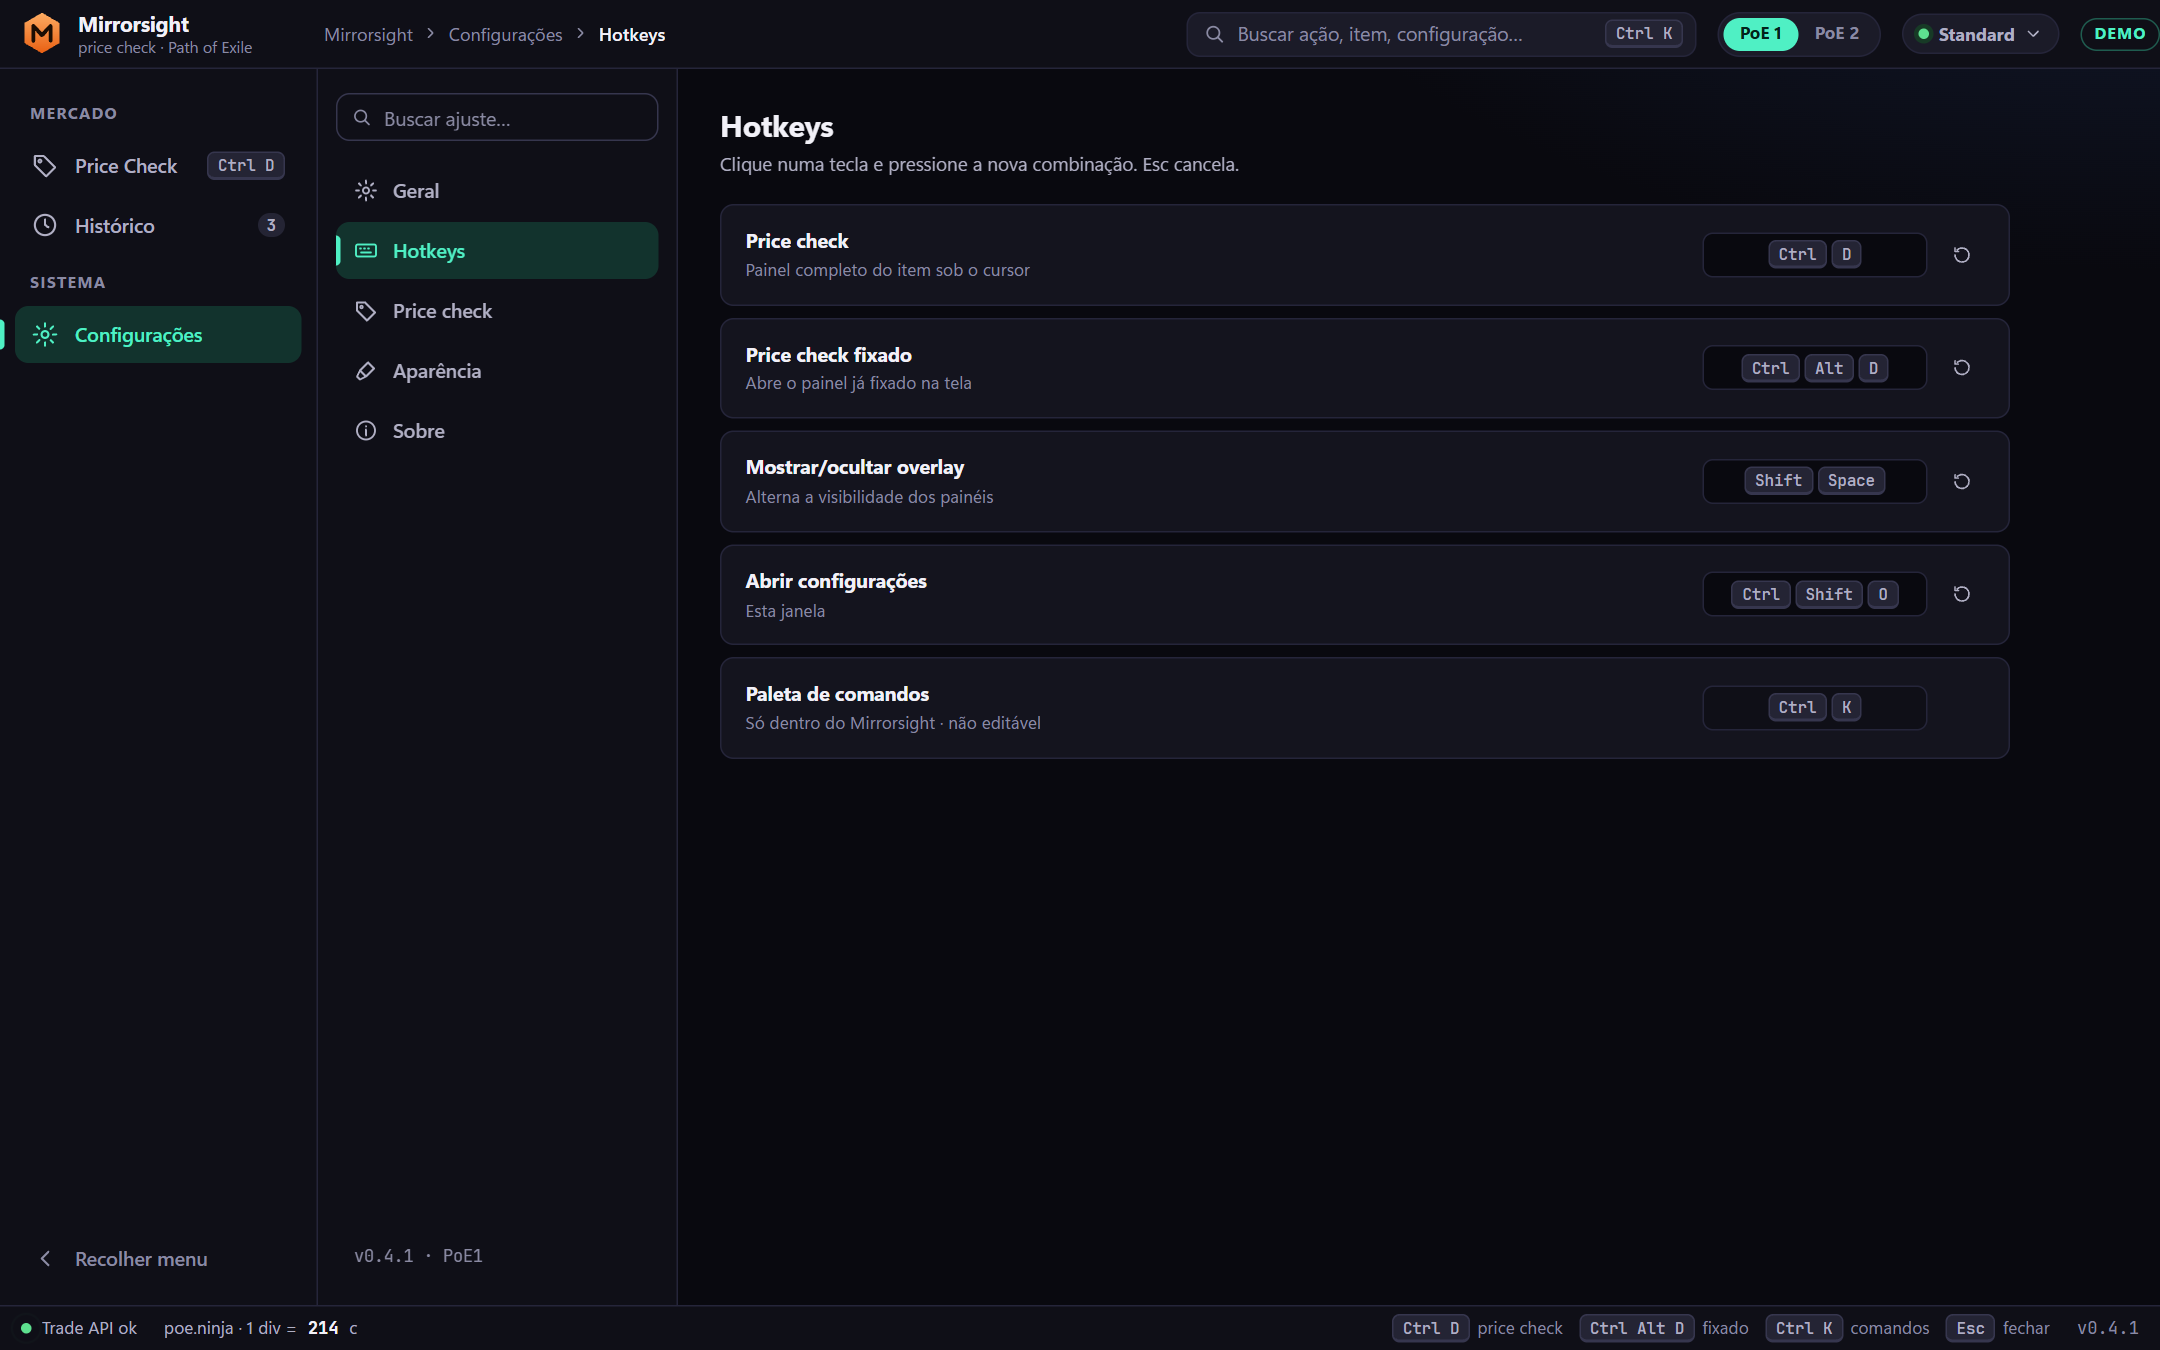 Mirrorsight
price check · Path of Exile
Mirrorsight > Configurações > Hotkeys
Buscar ação, item, configuração... Ctrl K
PoE 1 PoE 2
Standard
DEMO
MERCADO
Price Check Ctrl D
Histórico 3
SISTEMA
Configurações
Recolher menu
Buscar ajuste...
Geral
Hotkeys
Price check
Aparência
Sobre
v0.4.1 · PoE1
Hotkeys
Clique numa tecla e pressione a nova combinação. Esc cancela.
Price check
Painel completo do item sob o cursor
Ctrl D
Price check fixado
Abre o painel já fixado na tela
Ctrl Alt D
Mostrar/ocultar overlay
Alterna a visibilidade dos painéis
Shift Space
Abrir configurações
Esta janela
Ctrl Shift O
Paleta de comandos
Só dentro do Mirrorsight · não editável
Ctrl K
Trade API ok poe.ninja · 1 div = 214 c
Ctrl D price check Ctrl Alt D fixado Ctrl K comandos Esc fechar v0.4.1